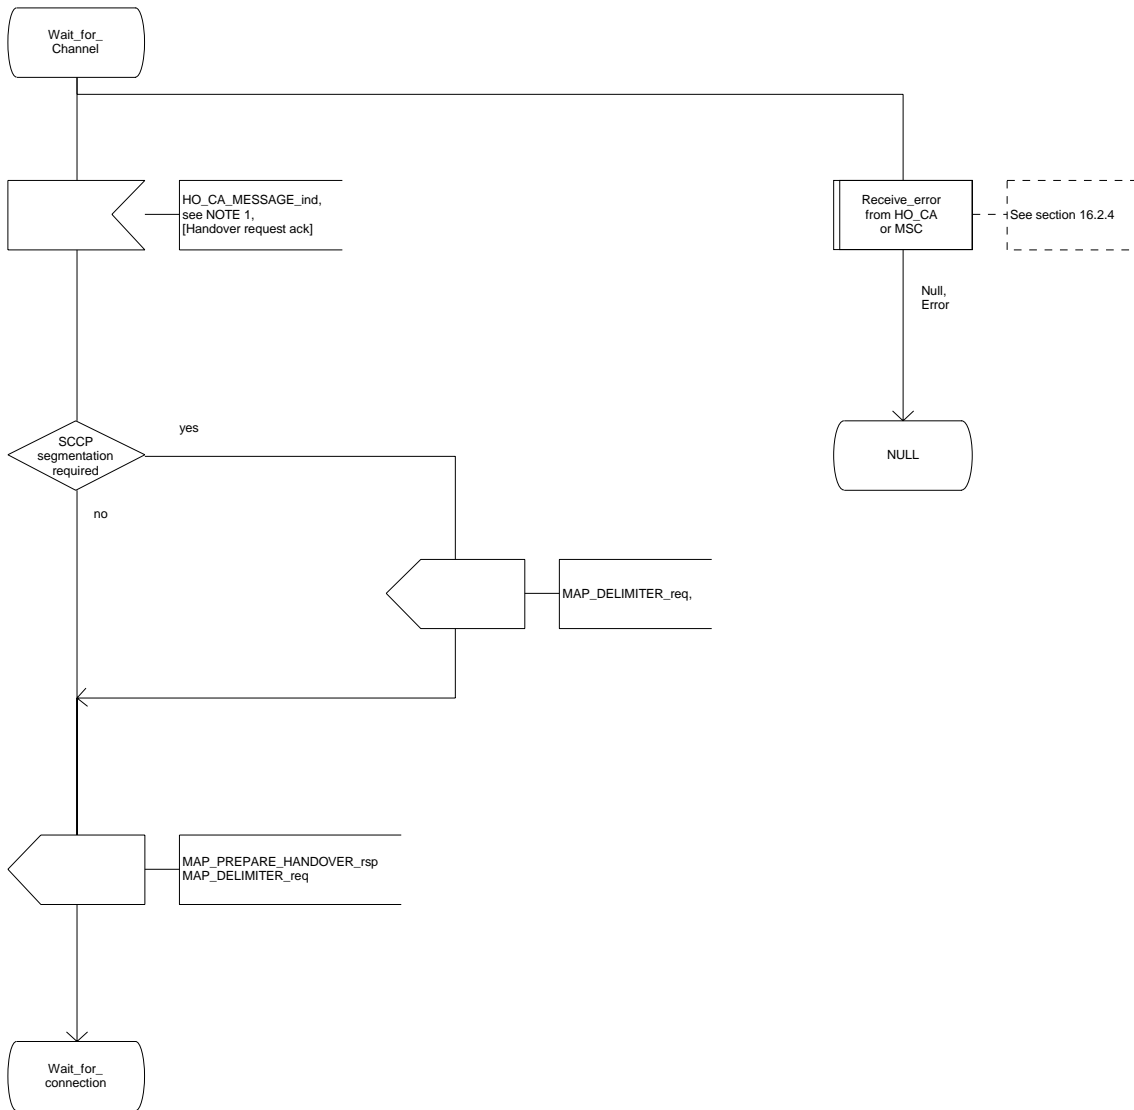 Wait_for_
Channel
HO_CA_MESSAGE_ind,
see NOTE 1,
[Handover request ack]
Receive_error
from HO_CA
or MSC
See section 16.2.4
Null,
Error
SCCP
segmentation
required
yes
NULL
no
MAP_DELIMITER_req,
MAP_PREPARE_HANDOVER_rsp
MAP_DELIMITER_req
Wait_for_
connection